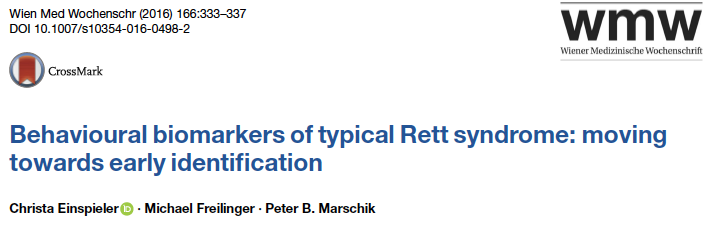 Wien Med Wochenschr (2016) 166:333–337
DOI 10.1007/s10354-016-0498-2
wmw
Wiener Medizinische Wochenschrift
CrossMark
Behavioural biomarkers of typical Rett syndrome: moving
towards early identification
Christa Einspieler iD · Michael Freilinger · Peter B. Marschik